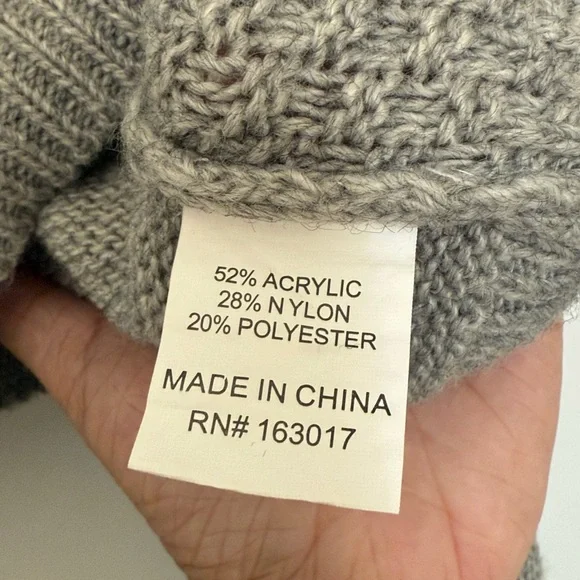 52% ACRYLIC
28% NYLON
20% POLYESTER
MADE IN CHINA
RN# 163017